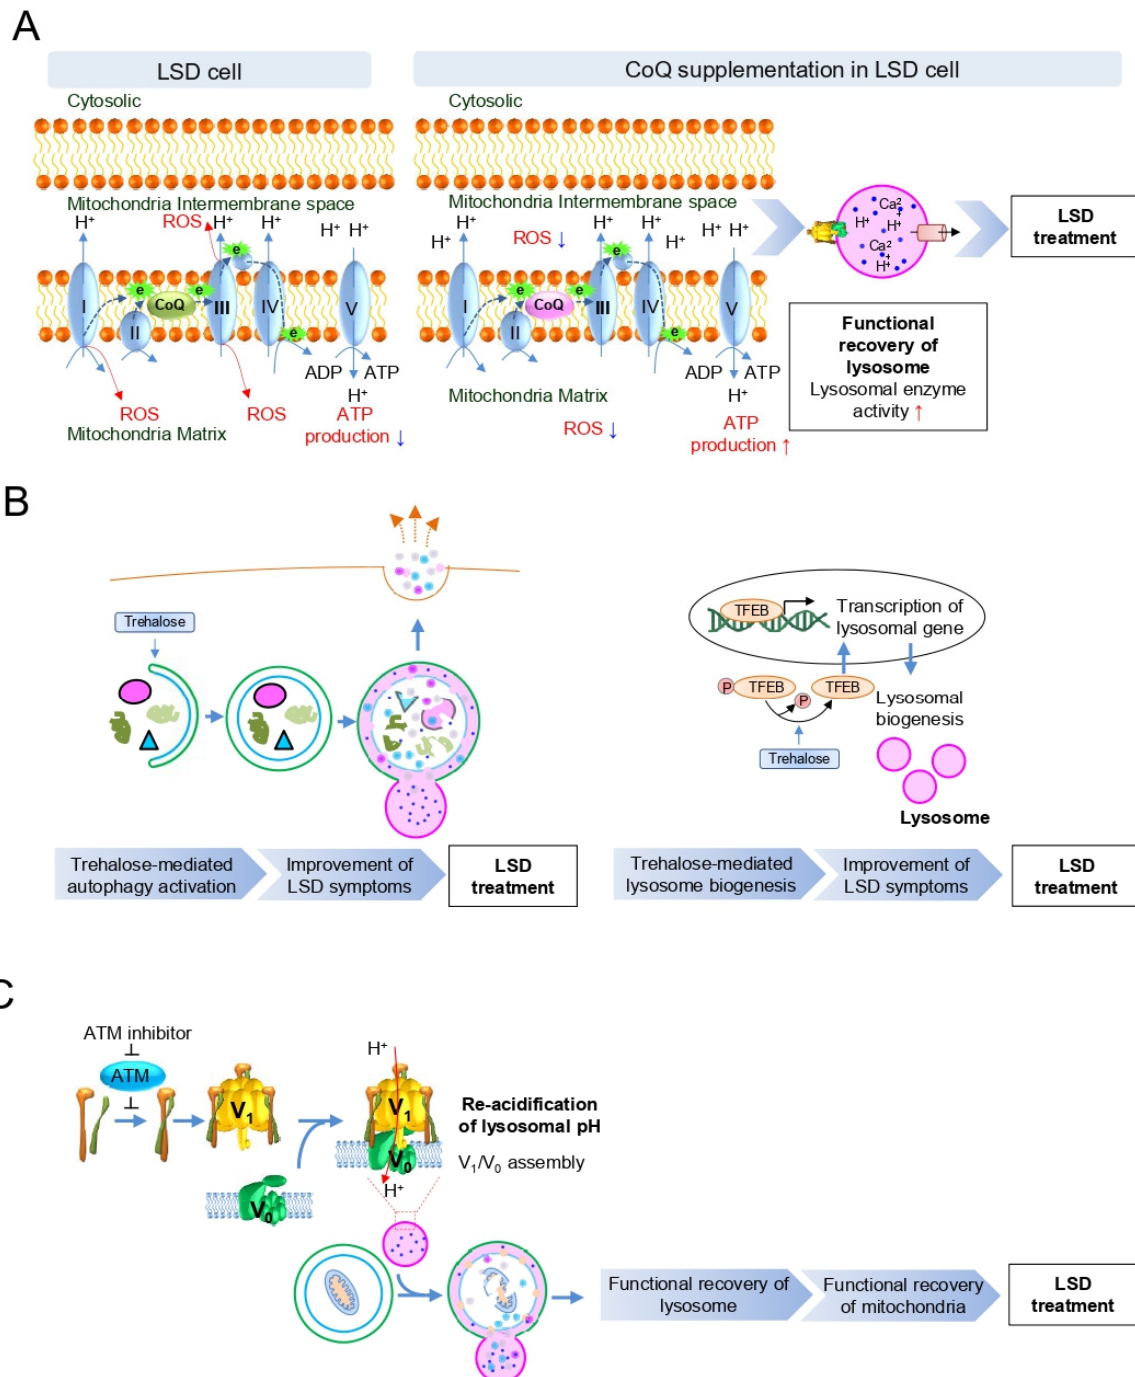 A
LSD cell
CoQ supplementation in LSD cell
Cytosolic
Cytosolic
Mitochondria Intermembrane space
Mitochondria Intermembrane space
H⁺
ROS
H⁺
H⁺
H⁺
H⁺
e
e
e
I
II
CoQ
III
IV
V
e
ADP
ATP
H⁺
ROS
ROS
ATP
production ↓
Mitochondria Matrix
H⁺
H⁺
ROS ↓
H⁺
H⁺
H⁺
H⁺
H⁺
e
e
e
I
II
CoQ
III
IV
V
e
ADP
ATP
H⁺
Mitochondria Matrix
ROS ↓
ATP
production ↑
Ca²⁺
H⁺
H⁺
Ca²⁺
H⁺
LSD
treatment
Functional
recovery of
lysosome
Lysosomal enzyme
activity ↑
B
Trehalose
TFEB
Transcription of
lysosomal gene
P
TFEB
P
TFEB
Trehalose
Lysosomal
biogenesis
Lysosome
Trehalose-mediated
autophagy activation
Improvement of
LSD symptoms
LSD
treatment
Trehalose-mediated
lysosome biogenesis
Improvement of
LSD symptoms
LSD
treatment
C
ATM inhibitor
ATM
V₁
V₀
H⁺
V₁
V₀
H⁺
Re-acidification
of lysosomal pH
V₁/V₀ assembly
Functional recovery of
lysosome
Functional recovery
of mitochondria
LSD
treatment